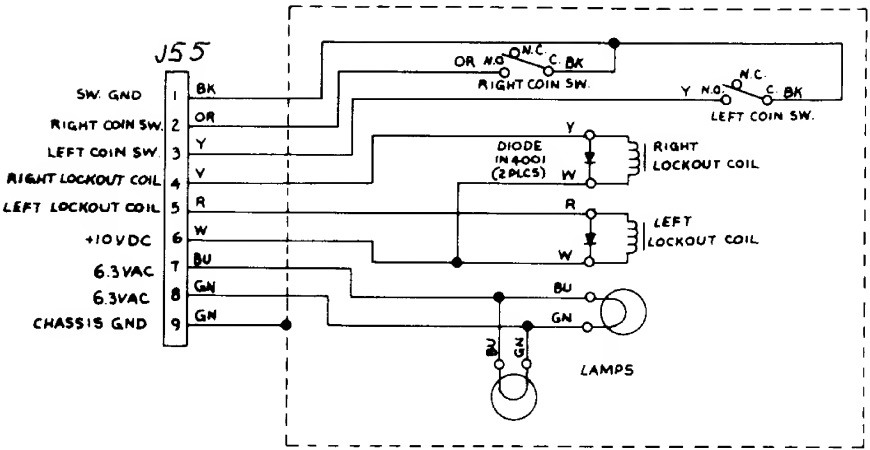 J55
SW. GND 1 BK
RIGHT COIN SW. 2 OR
LEFT COIN SW. 3 Y
RIGHT LOCKOUT COIL 4 V
LEFT LOCKOUT COIL 5 R
+10VDC 6 W
6.3VAC 7 BU
6.3VAC 8 GN
CHASSIS GND 9 GN
OR N.O. N.C. C. BK
RIGHT COIN SW.
Y N.O. N.C. C. BK
LEFT COIN SW.
Y
DIODE
IN4001
(2PLCS)
W
RIGHT
LOCKOUT COIL
R
W
LEFT
LOCKOUT COIL
BU
GN
BU
GN
LAMPS